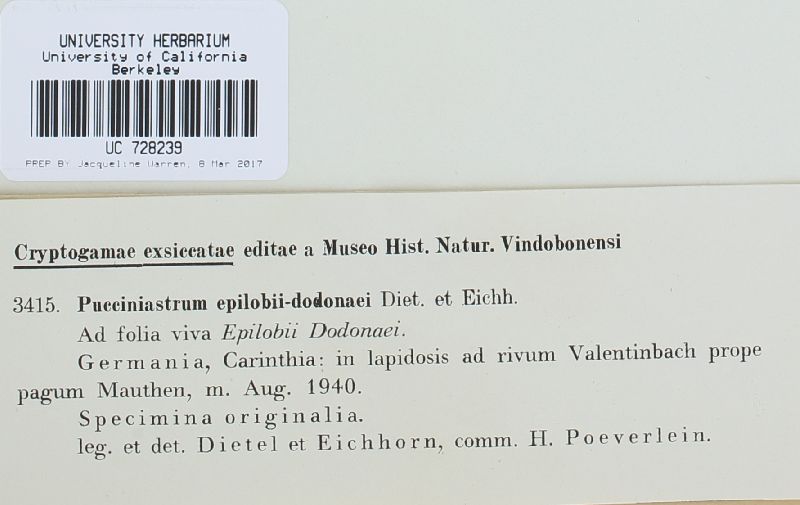 UNIVERSITY HERBARIUM
University of California
Berkeley
UC 728239
PREP BY Jacqueline Warren, 8 Mar 2017
Cryptogamae exsiccatae editae a Museo Hist. Natur. Vindobonensi
3415. Pucciniastrum epilobii-dodonaei Diet. et Eichh.
Ad folia viva Epilobii Dodonaei.
Germania, Carinthia: in lapidosis ad rivum Valentinbach prope
pagum Mauthen, m. Aug. 1940.
Specimina originalia.
leg. et det. Dietel et Eichhorn, comm. H. Poeverlein.